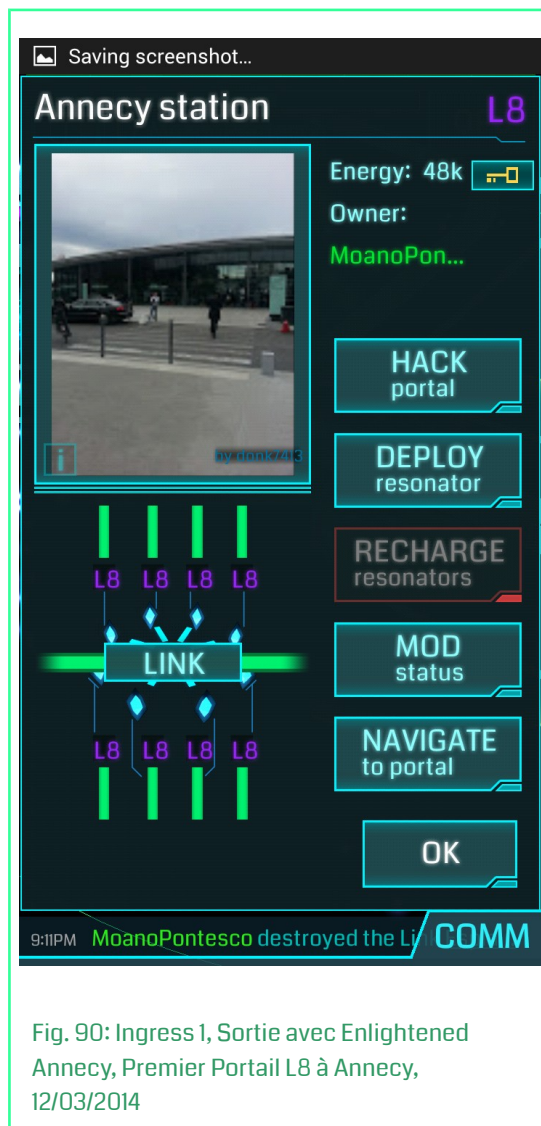 Saving screenshot...
Annecy station L8
Energy: 48k
Owner:
MoanoPon...
HACK
portal
DEPLOY
resonator
i
RECHARGE
resonators
L8 L8 L8 L8
LINK
MOD
status
L8 L8 L8 L8
NAVIGATE
to portal
OK
9:11PM MoanoPontesco destroyed the Li
COMM
Fig. 90: Ingress 1, Sortie avec Enlightened
Annecy, Premier Portail L8 à Annecy,
12/03/2014